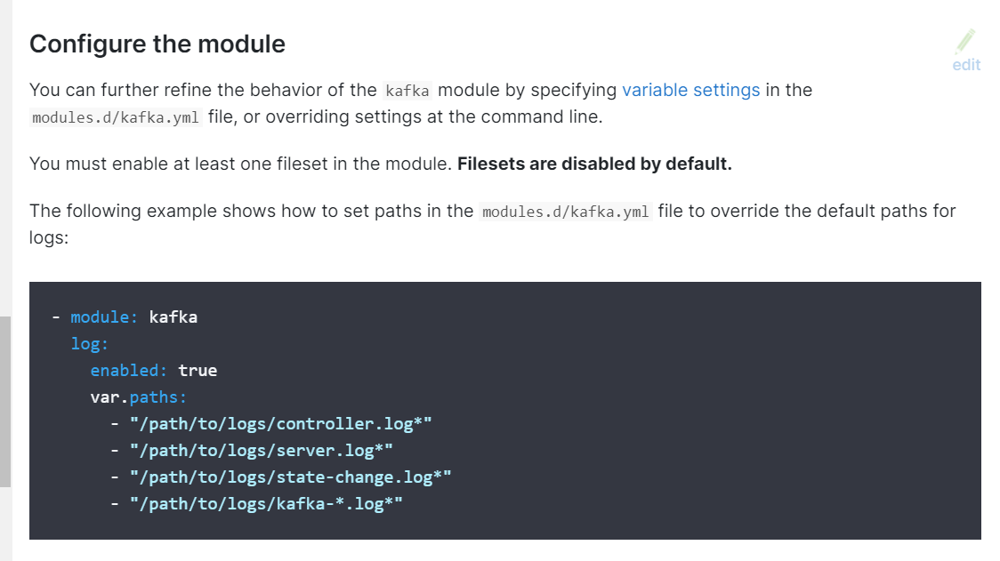 Configure the module
edit
You can further refine the behavior of the kafka module by specifying variable settings in the
modules.d/kafka.yml file, or overriding settings at the command line.
You must enable at least one fileset in the module. Filesets are disabled by default.
The following example shows how to set paths in the modules.d/kafka.yml file to override the default paths for
logs:
- module: kafka
  log:
    enabled: true
    var.paths:
      - "/path/to/logs/controller.log*"
      - "/path/to/logs/server.log*"
      - "/path/to/logs/state-change.log*"
      - "/path/to/logs/kafka-*.log*"